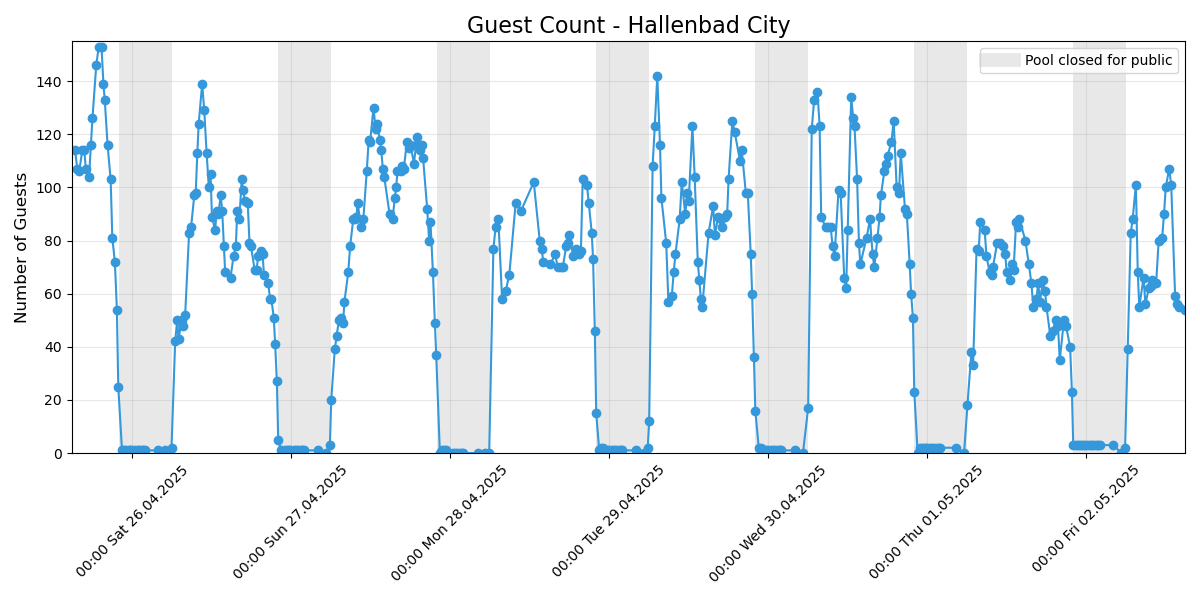 Guest Count - Hallenbad City
Pool closed for public
Number of Guests
140
120
100
80
60
40
20
0
00:00 Sat 26.04.2025
00:00 Sun 27.04.2025
00:00 Mon 28.04.2025
00:00 Tue 29.04.2025
00:00 Wed 30.04.2025
00:00 Thu 01.05.2025
00:00 Fri 02.05.2025